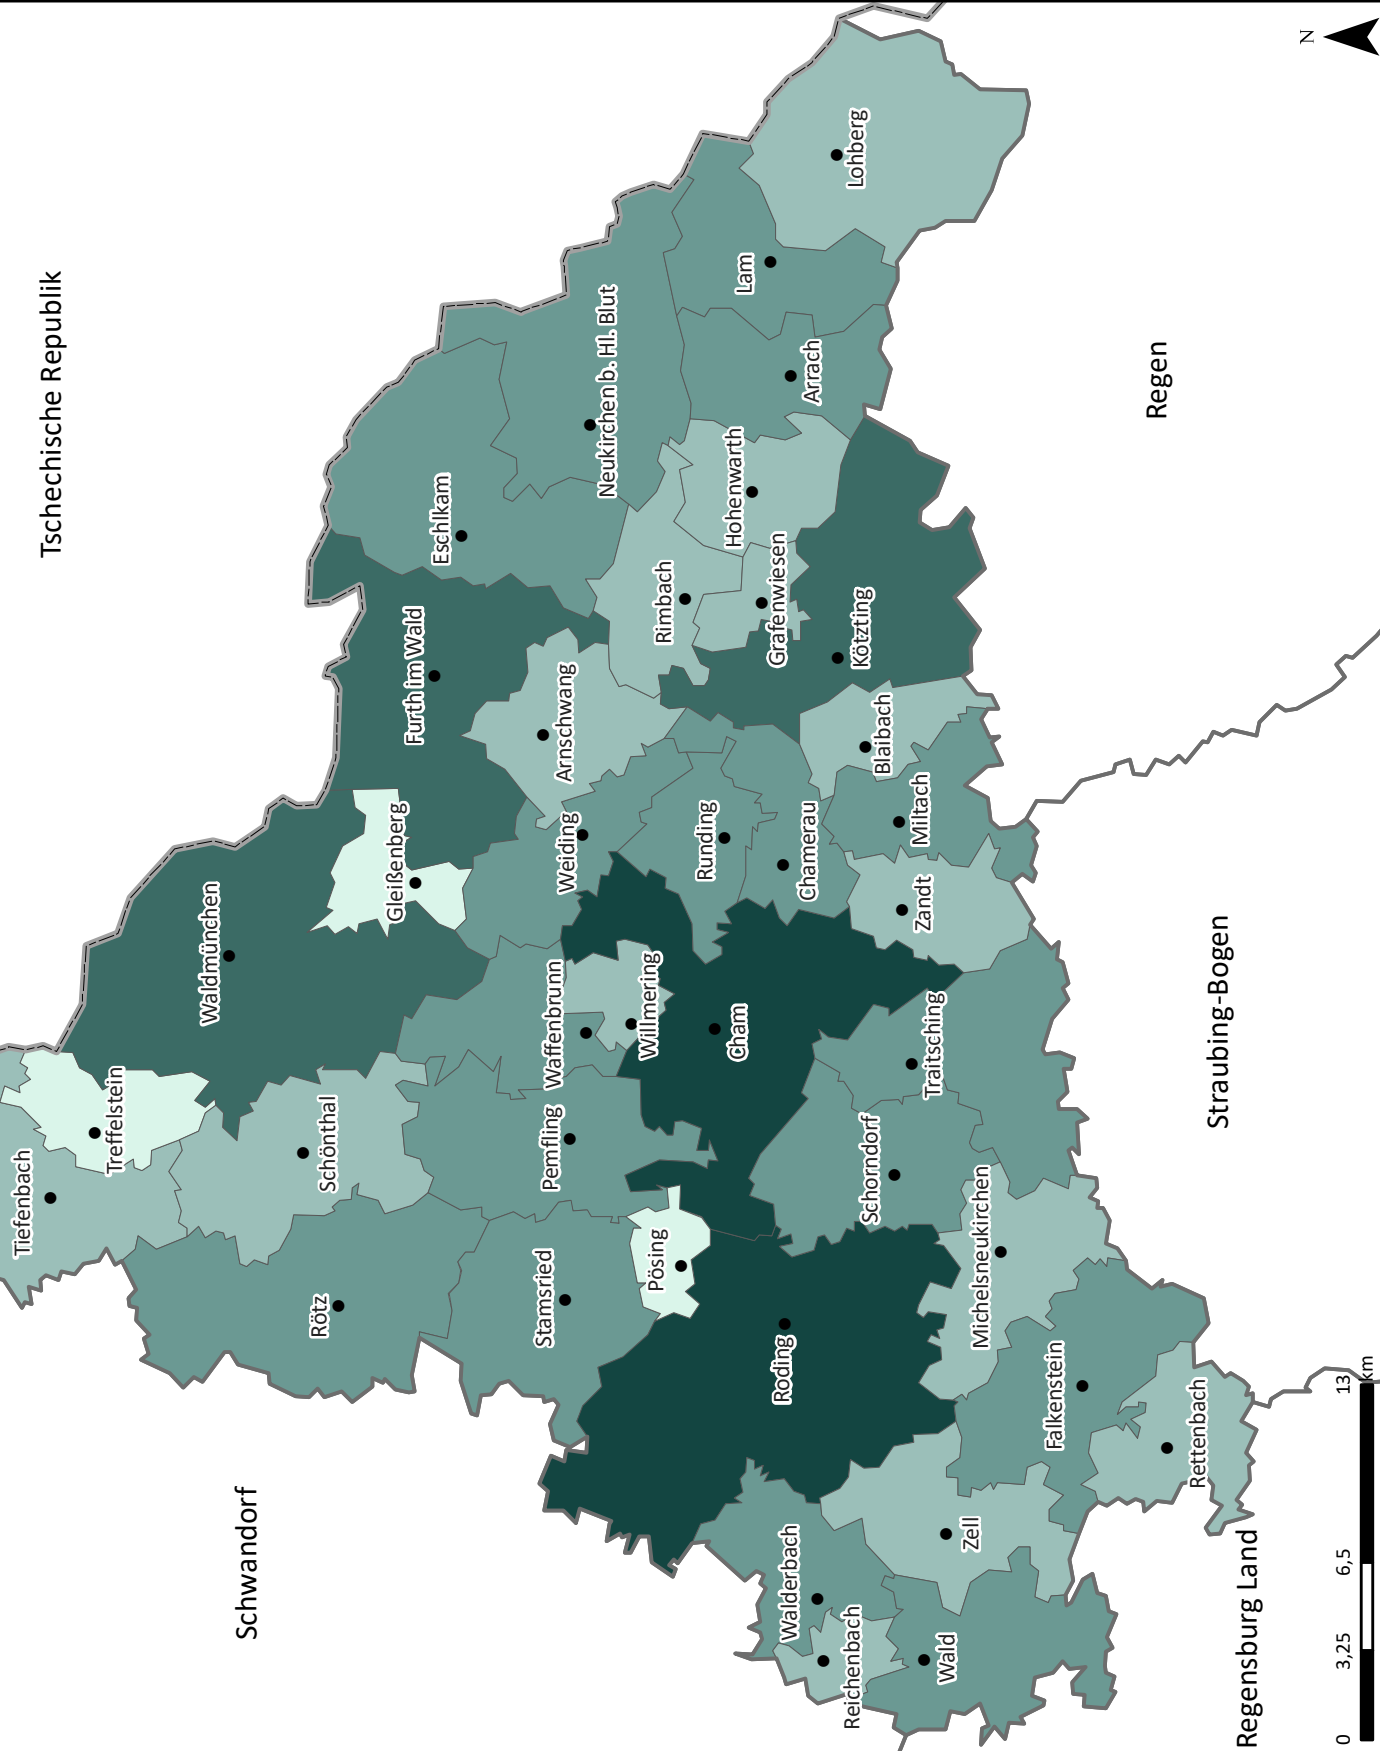 Tschechische Republik
Schwandorf
Regen
Straubing-Bogen
Regensburg Land
N
Tiefenbach
Treffelstein
Waldmünchen
Schönthal
Rötz
Gleißenberg
Furth im Wald
Eschlkam
Neukirchen b. Hl. Blut
Arnschwang
Weiding
Waffenbrunn
Willmering
Pemfling
Stamsried
Pösing
Rimbach
Hohenwarth
Grafenwiesen
Lam
Lohberg
Arrach
Kötzting
Runding
Chamerau
Blaibach
Miltach
Zandt
Cham
Traitsching
Schorndorf
Michelsneukirchen
Roding
Falkenstein
Rettenbach
Zell
Walderbach
Reichenbach
Wald
0
3,25
6,5
13
km